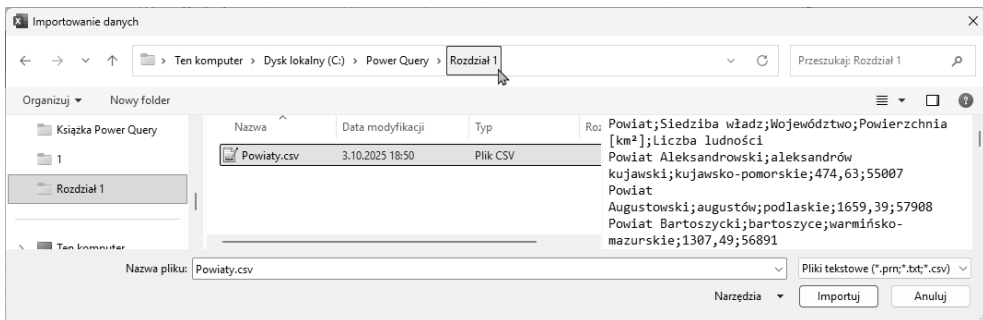 Importowanie danych
Ten komputer > Dysk lokalny (C:) > Power Query > Rozdział 1
Przeszukaj: Rozdział 1
Organizuj
Nowy folder
Książka Power Query
1
Rozdział 1
Ten komputer
Nazwa
Data modyfikacji
Typ
Roz
Powiaty.csv
3.10.2025 18:50
Plik CSV
Powiat;Siedziba władz;Województwo;Powierzchnia
[km²];Liczba ludności
Powiat Aleksandrowski;aleksandrów
kujawski;kujawsko-pomorskie;474,63;55007
Powiat
Augustowski;augustów;podlaskie;1659,39;57908
Powiat Bartoszycki;bartoszyce;warmińsko-
mazurskie;1307,49;56891
Nazwa pliku:
Powiaty.csv
Pliki tekstowe (*.prn;*.txt;*.csv)
Narzędzia
Importuj
Anuluj